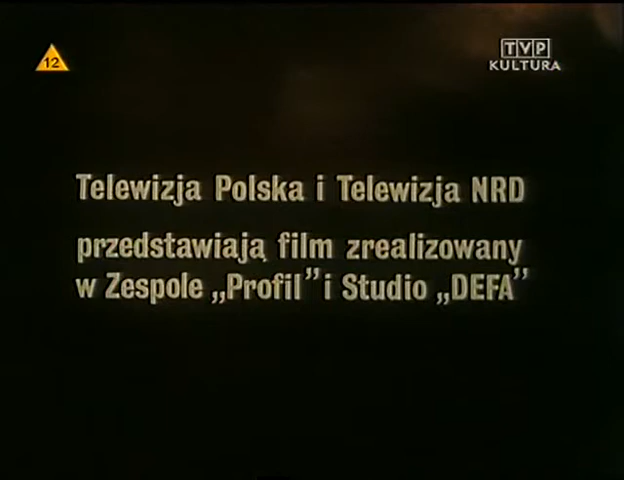 12
TVP
KULTURA
Telewizja Polska i Telewizja NRD
przedstawiają film zrealizowany
w Zespole „Profil” i Studio „DEFA”